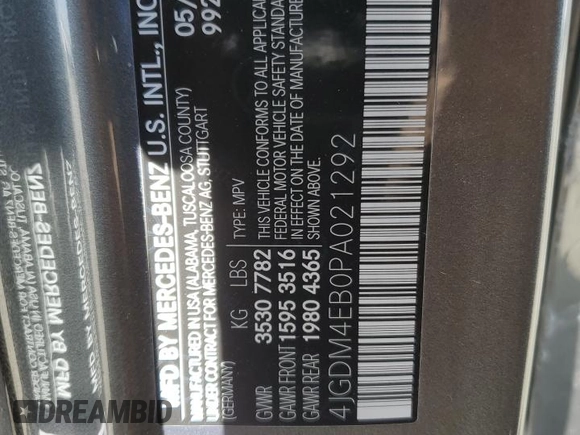 MFD BY MERCEDES-BENZ U.S. INTL., INC
05/
992
MANUFACTURED IN USA (ALABAMA, TUSCALOOSA COUNTY)
UNDER CONTRACT FOR MERCEDES-BENZ AG, STUTTGART
(GERMANY)
TYPE: MPV
KG LBS
GVWR 3530 7782
GAWR FRONT 1595 3516
GAWR REAR 1980 4365
THIS VEHICLE CONFORMS TO ALL APPLICA
FEDERAL MOTOR VEHICLE SAFETY STANDAR
IN EFFECT ON THE DATE OF MANUFACTURE
SHOWN ABOVE.
4JGDM4EB0PA021292
DREAMBID